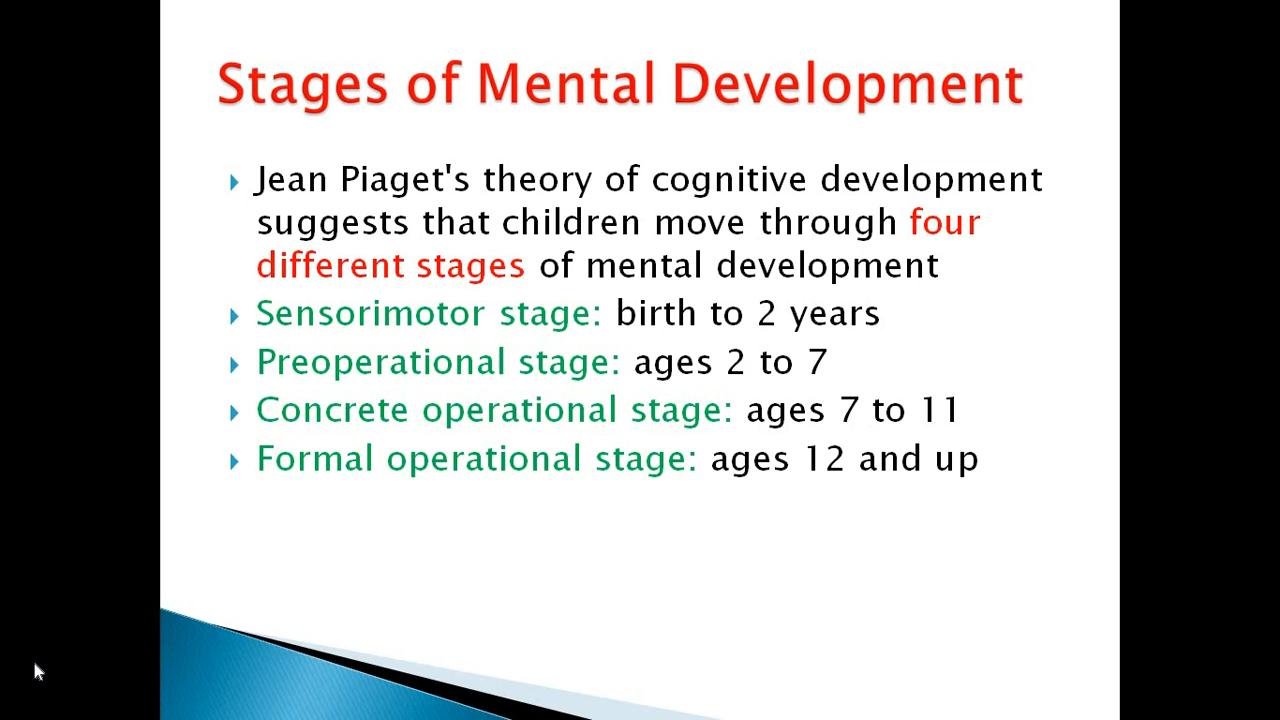 Stages of Mental Development
Jean Piaget's theory of cognitive development
suggests that children move through four
different stages of mental development
Sensorimotor stage: birth to 2 years
Preoperational stage: ages 2 to 7
Concrete operational stage: ages 7 to 11
Formal operational stage: ages 12 and up